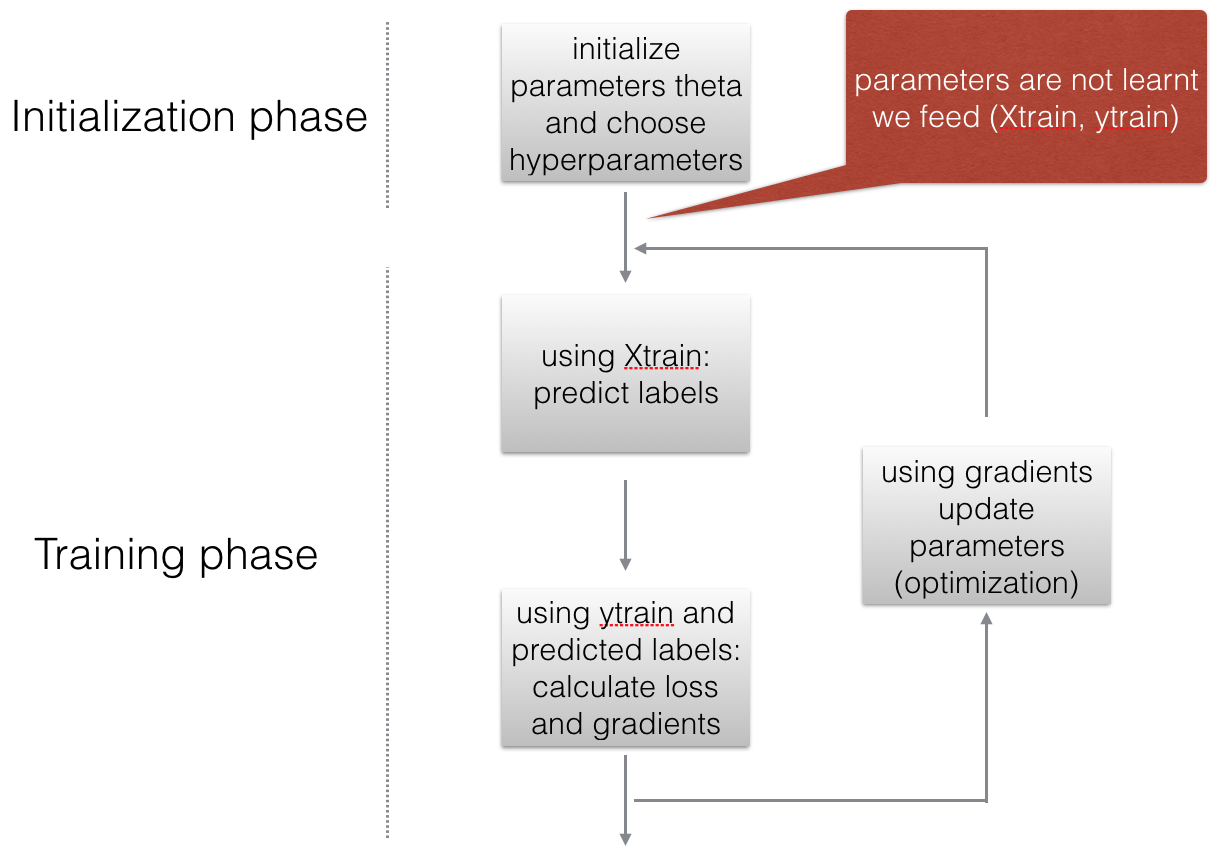 Initialization phase
initialize
parameters theta
and choose
hyperparameters
parameters are not learnt
we feed (Xtrain, ytrain)
Training phase
using Xtrain:
predict labels
using ytrain and
predicted labels:
calculate loss
and gradients
using gradients
update
parameters
(optimization)